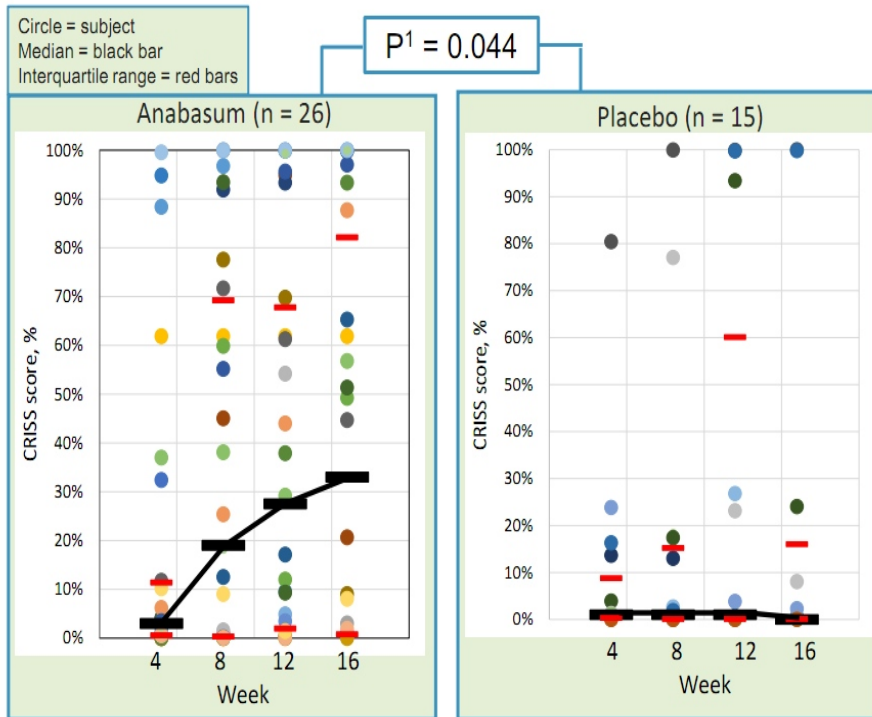 Circle = subject
Median = black bar
Interquartile range = red bars
P¹ = 0.044
Anabasum (n = 26)
100%
90%
80%
70%
60%
50%
40%
30%
20%
10%
0%
CRISS score, %
4 8 12 16
Week
Placebo (n = 15)
100%
90%
80%
70%
60%
50%
40%
30%
20%
10%
0%
CRISS score, %
4 8 12 16
Week